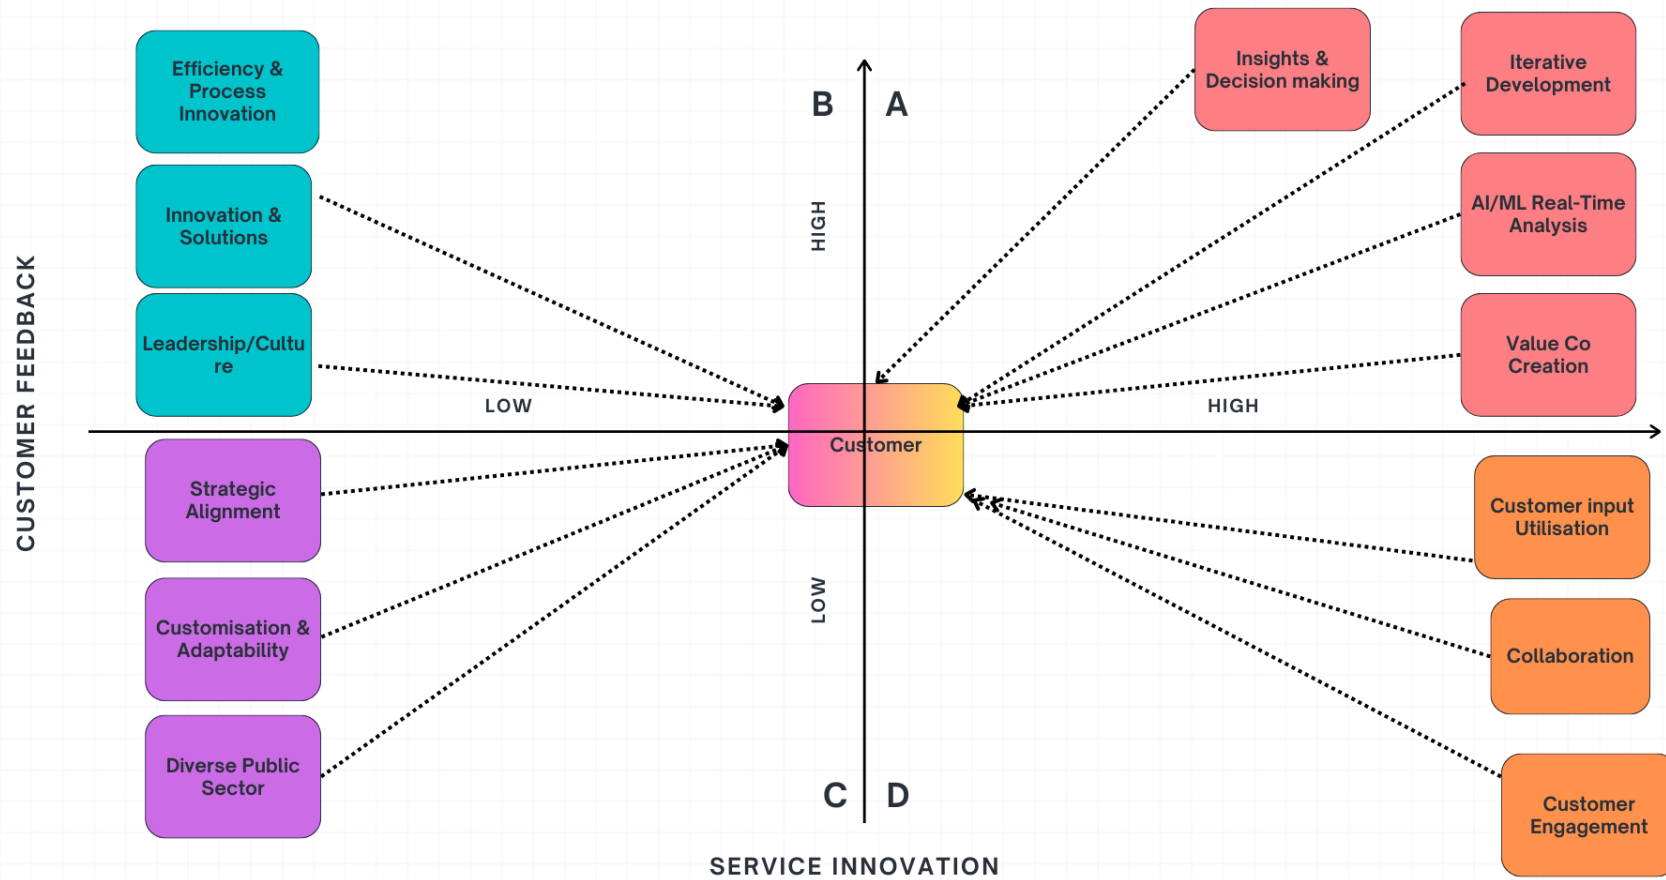 Efficiency &
Process
Innovation
Innovation &
Solutions
Leadership/Cultu
re
B
A
HIGH
Insights &
Decision making
Iterative
Development
AI/ML Real-Time
Analysis
Value Co
Creation
CUSTOMER FEEDBACK
LOW
HIGH
Customer
Strategic
Alignment
Customisation &
Adaptability
Diverse Public
Sector
LOW
C
D
Customer input
Utilisation
Collaboration
Customer
Engagement
SERVICE INNOVATION